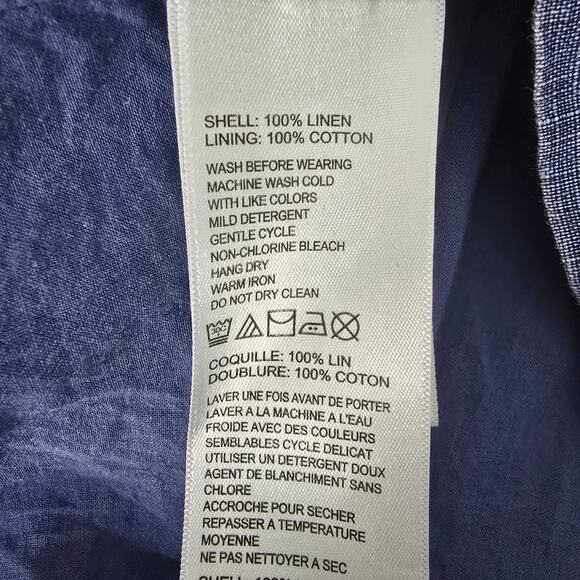 SHELL: 100% LINEN
LINING: 100% COTTON
WASH BEFORE WEARING
MACHINE WASH COLD
WITH LIKE COLORS
MILD DETERGENT
GENTLE CYCLE
NON-CHLORINE BLEACH
HANG DRY
WARM IRON
DO NOT DRY CLEAN
COQUILLE: 100% LIN
DOUBLURE: 100% COTON
LAVER UNE FOIS AVANT DE PORTER
LAVER A LA MACHINE A L'EAU
FROIDE AVEC DES COULEURS
SEMBLABLES CYCLE DELICAT
UTILISER UN DETERGENT DOUX
AGENT DE BLANCHIMENT SANS
CHLORE
ACCROCHE POUR SECHER
REPASSER A TEMPERATURE
MOYENNE
NE PAS NETTOYER A SEC
SHELL: 100%